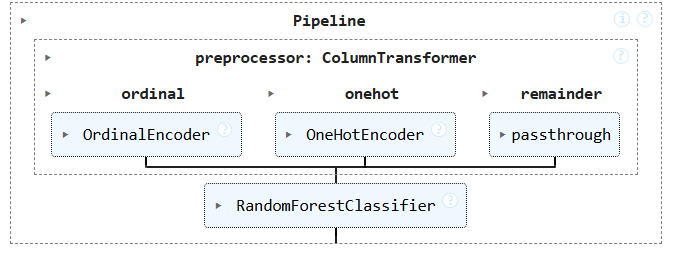 Pipeline i ?
preprocessor: ColumnTransformer ?
ordinal onehot remainder
OrdinalEncoder ? OneHotEncoder ? passthrough
RandomForestClassifier ?